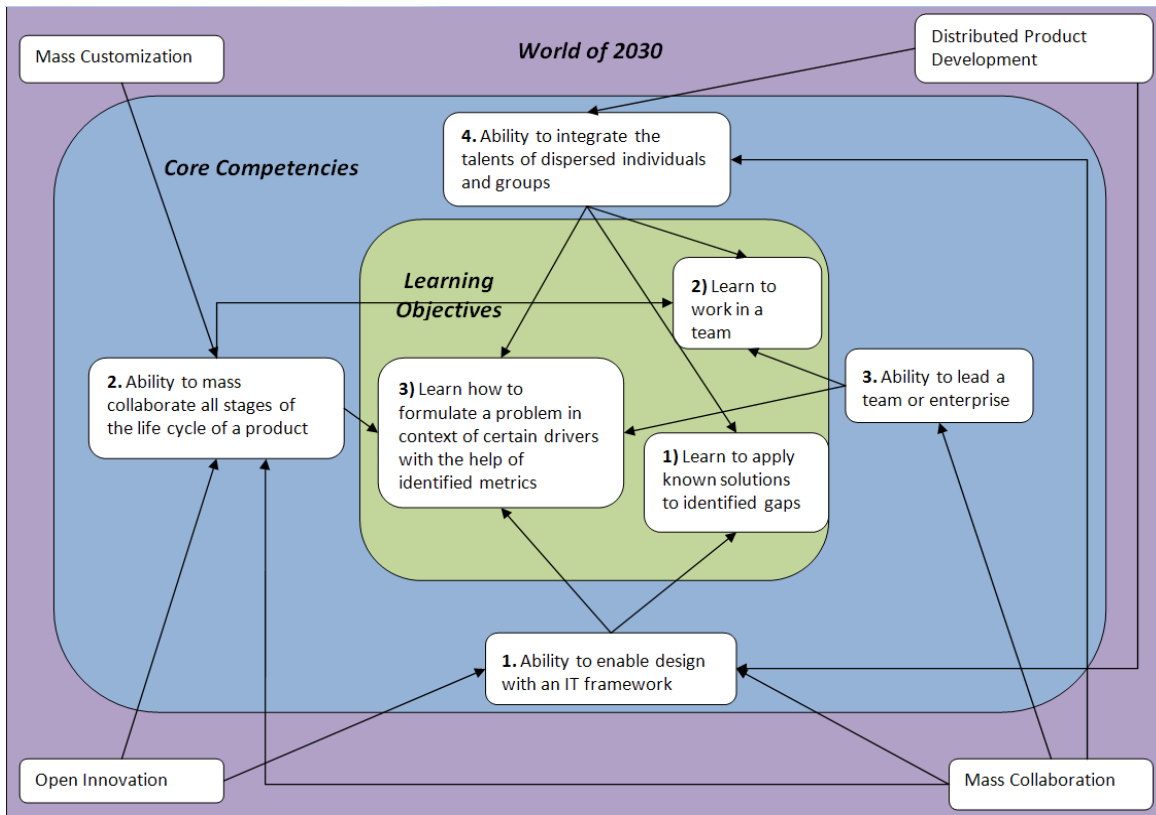 Mass Customization
World of 2030
Distributed Product
Development
4. Ability to integrate the
talents of dispersed individuals
and groups
Core Competencies
Learning
Objectives
2) Learn to
work in a
team
2. Ability to mass
collaborate all stages of
the life cycle of a product
3) Learn how to
formulate a problem in
context of certain drivers
with the help of
identified metrics
3. Ability to lead a
team or enterprise
1) Learn to apply
known solutions
to identified gaps
1. Ability to enable design
with an IT framework
Open Innovation
Mass Collaboration